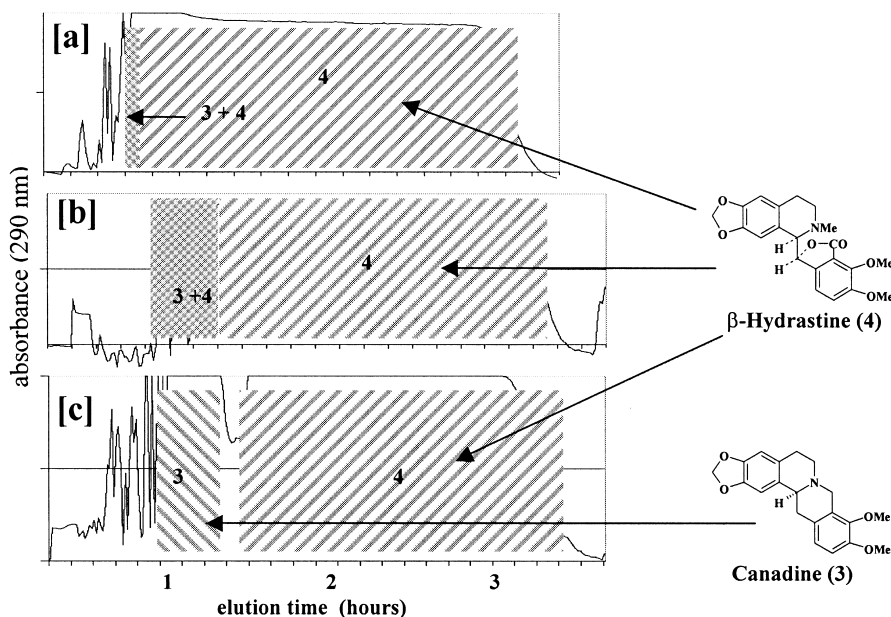 [a]
4
3 + 4
[b]
4
3 +4
[c]
3
4
absorbance (290 nm)
1 2 3
elution time (hours)
O
O
NMe
H
O
CO
H
OMe
OMe
β-Hydrastine (4)
O
O
N
H
OMe
OMe
Canadine (3)